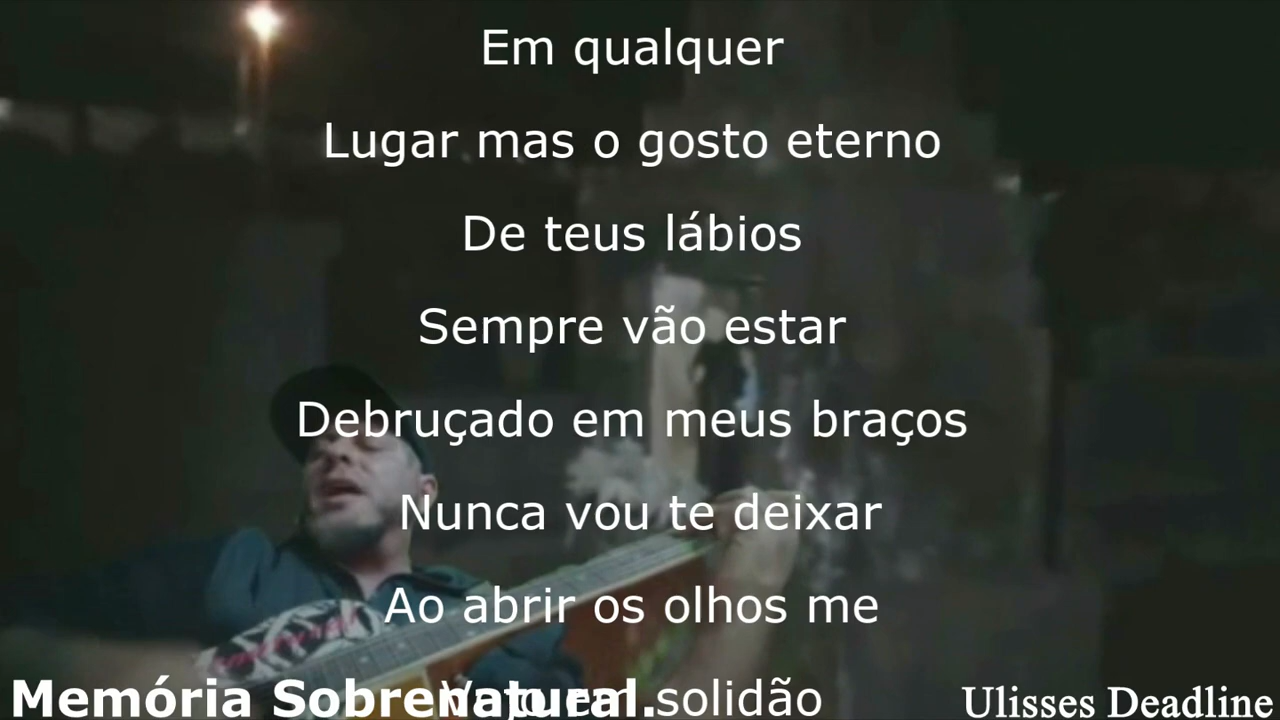 Em qualquer
Lugar mas o gosto eterno
De teus lábios
Sempre vão estar
Debruçado em meus braços
Nunca vou te deixar
Ao abrir os olhos me
solidão
Memória Sobrenatural.
Ulisses Deadline